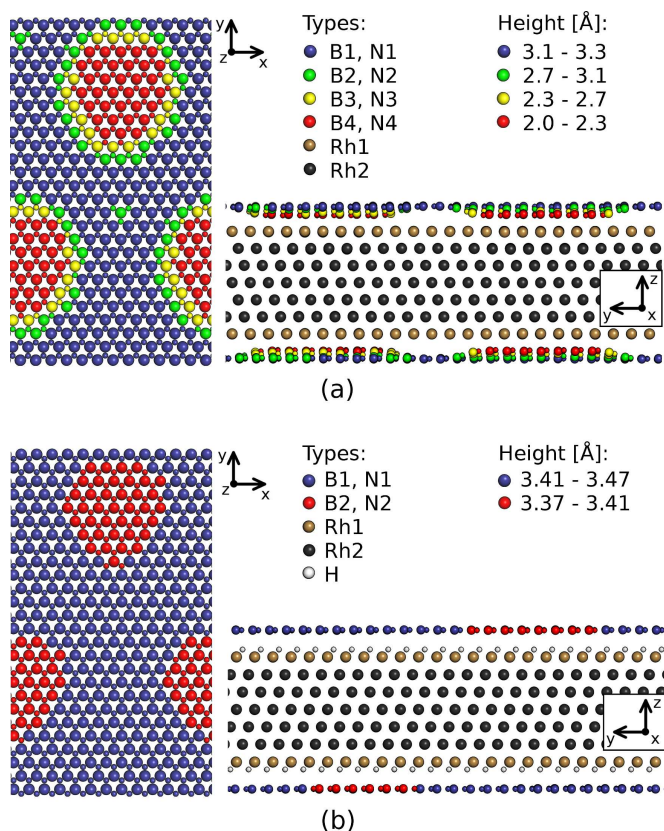 y
z
x
Types:
B1, N1
B2, N2
B3, N3
B4, N4
Rh1
Rh2
Height [Å]
3.1 - 3.3
2.7 - 3.1
2.3 - 2.7
2.0 - 2.3
z
y
x
(a)
y
z
x
Types:
B1, N1
B2, N2
Rh1
Rh2
H
Height [Å]
3.41 - 3.47
3.37 - 3.41
z
y
x
(b)